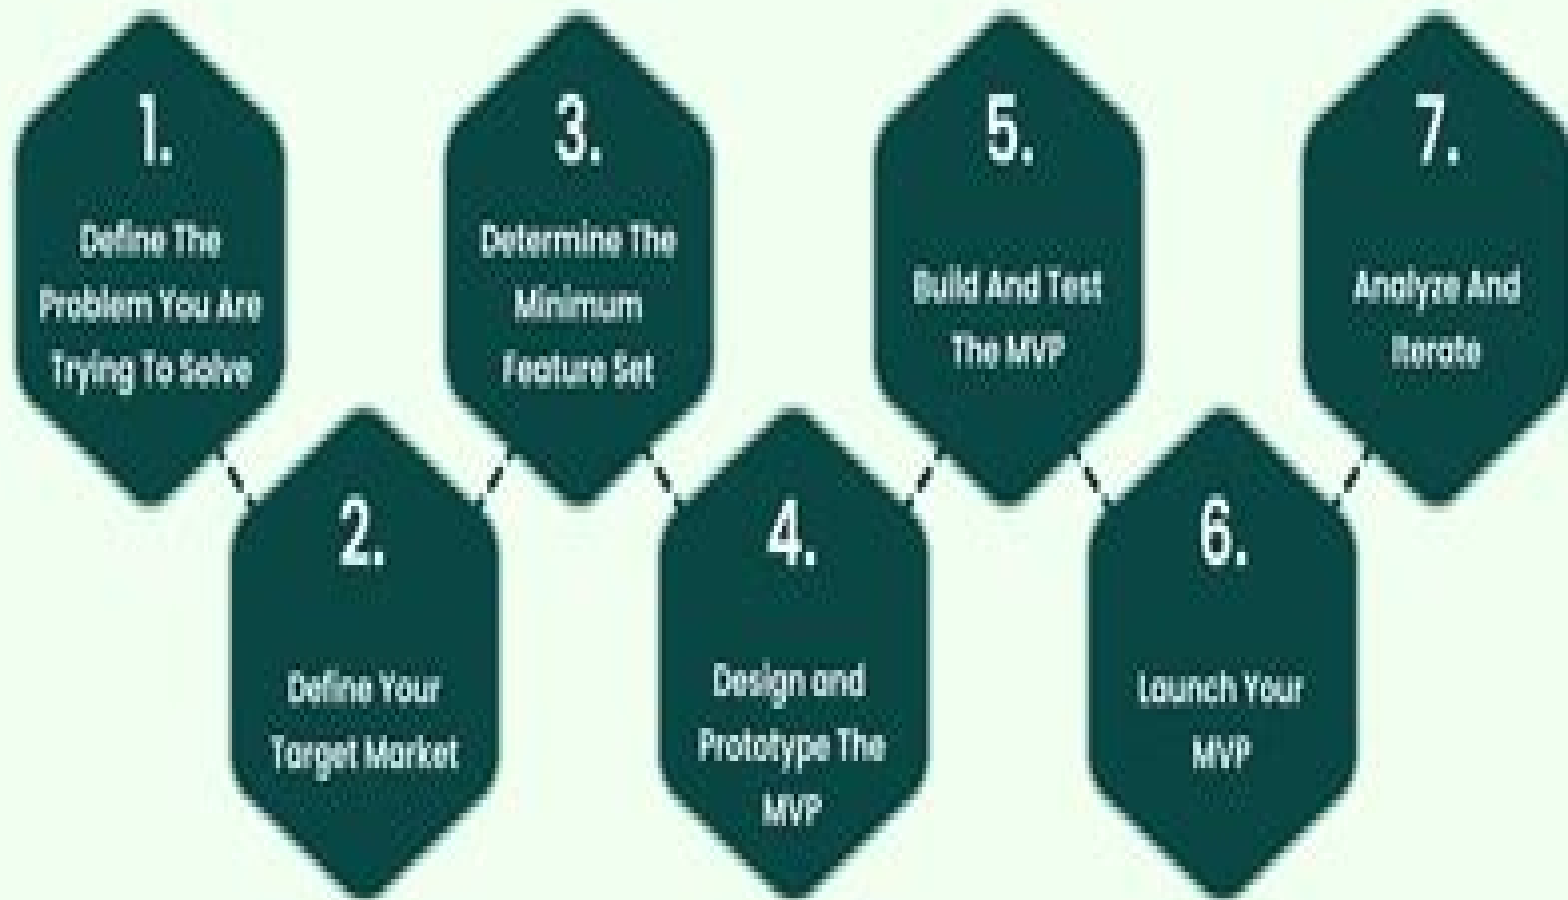 1.
Define The
Problem You Are
Trying To Solve
2.
Define Your
Target Market
3.
Determine The
Minimum
Feature Set
4.
Design and
Prototype The
MVP
5.
Build And Test
The MVP
6.
Launch Your
MVP
7.
Analyze And
Iterate